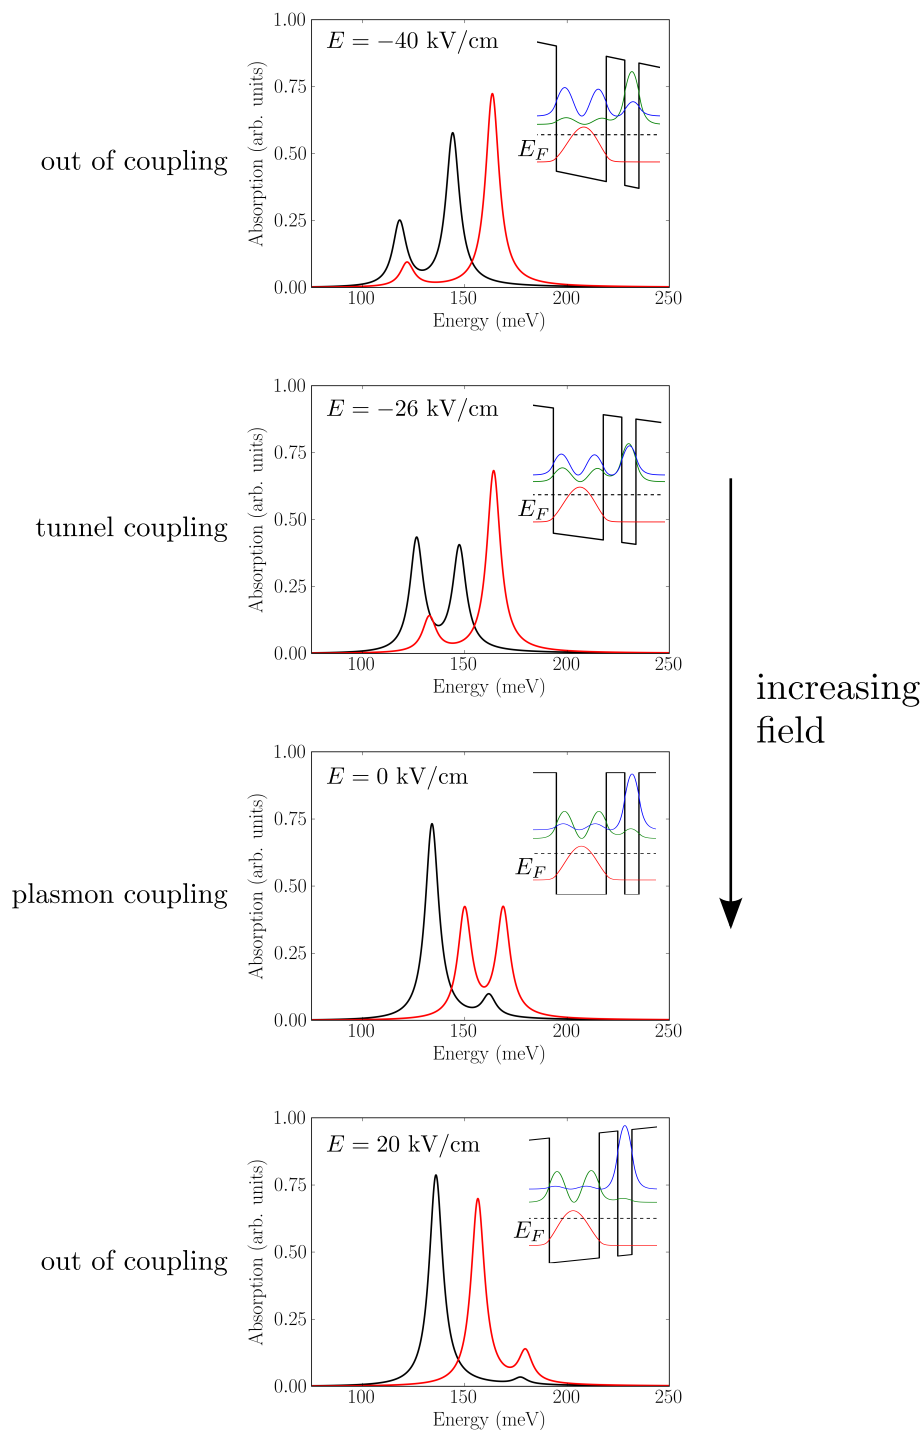 out of coupling
E = −40 kV/cm
E_F
Absorption (arb. units)
1.00
0.75
0.50
0.25
0.00
100
150
200
250
Energy (meV)
tunnel coupling
E = −26 kV/cm
E_F
Absorption (arb. units)
1.00
0.75
0.50
0.25
0.00
100
150
200
250
Energy (meV)
increasing
field
plasmon coupling
E = 0 kV/cm
E_F
Absorption (arb. units)
1.00
0.75
0.50
0.25
0.00
100
150
200
250
Energy (meV)
out of coupling
E = 20 kV/cm
E_F
Absorption (arb. units)
1.00
0.75
0.50
0.25
0.00
100
150
200
250
Energy (meV)